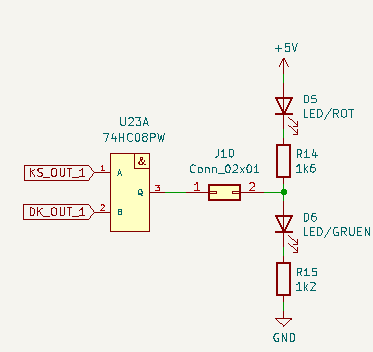 +5V
D5
LED/ROT
U23A
74HC08PW
&
R14
1k6
J10
Conn_02x01
KS_OUT_1
1
A
3
Q
1
2
DK_OUT_1
2
B
D6
LED/GRUEN
R15
1k2
GND